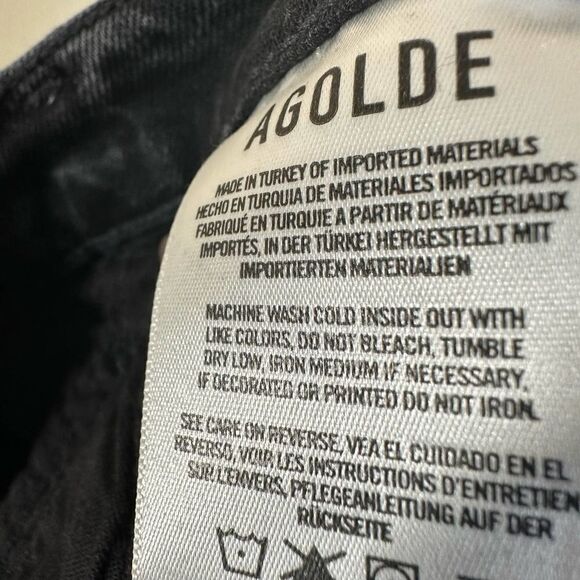 AGOLDE
MADE IN TURKEY OF IMPORTED MATERIALS
HECHO EN TURQUIA DE MATERIALES IMPORTADOS
FABRIQUÉ EN TURQUIE A PARTIR DE MATÉRIAUX
IMPORTÉS, IN DER TÜRKEI HERGESTELLT MIT
IMPORTIERTEN MATERIALIEN
MACHINE WASH COLD INSIDE OUT WITH
LIKE COLORS, DO NOT BLEACH, TUMBLE
DRY LOW, IRON MEDIUM IF NECESSARY,
IF DECORATED OR PRINTED DO NOT IRON.
SEE CARE ON REVERSE, VEA EL CUIDADO EN EL
REVERSO, VOIR LES INSTRUCTIONS D'ENTRETIEN
SUR L'ENVERS, PFLEGEANLEITUNG AUF DER
RÜCKSEITE